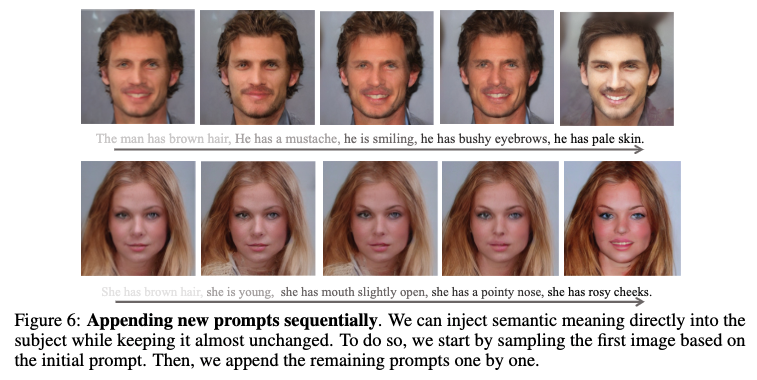 The man has brown hair, He has a mustache, he is smiling, he has bushy eyebrows, he has pale skin.
She has brown hair, she is young, she has mouth slightly open, she has a pointy nose, she has rosy cheeks.
Figure 6: Appending new prompts sequentially. We can inject semantic meaning directly into the
subject while keeping it almost unchanged. To do so, we start by sampling the first image based on
the initial prompt. Then, we append the remaining prompts one by one.